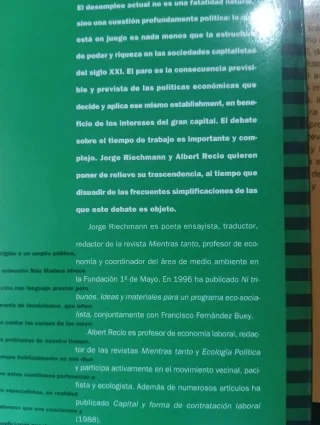 El desempleo actual no es una fatalidad natural,
sino una cuestión profundamente política: lo que
está en juego es nada menos que la estructura
de poder y riqueza en las sociedades capitalistas
del siglo XXI. El paro es la consecuencia previsi-
ble y prevista de las políticas económicas que
decide y aplica ese mismo establishment, en bene-
ficio de los intereses del gran capital. El debate
sobre el tiempo de trabajo es importante y com-
plejo. Jorge Riechmann y Albert Recio quieren
poner de relieve su trascendencia, al tiempo que
disuadir de las frecuentes simplificaciones de las
que este debate es objeto.
Jorge Riechmann es poeta ensayista, traductor,
redactor de la revista Mientras tanto, profesor de eco-
nomía y coordinador del área de medio ambiente en
la Fundación 1º de Mayo. En 1996 ha publicado Ni tri-
bunos. Ideas y materiales para un programa eco-socia-
lista, conjuntamente con Francisco Fernández Buey.
Albert Recio es profesor de economía laboral, redac-
tor de las revistas Mientras tanto y Ecología Política
y participa activamente en el movimiento vecinal, paci-
fista y ecologista. Además de numerosos artículos ha
publicado Capital y forma de contratación laboral
(1988).
a un amplio público,
colección Más Madera ofrece